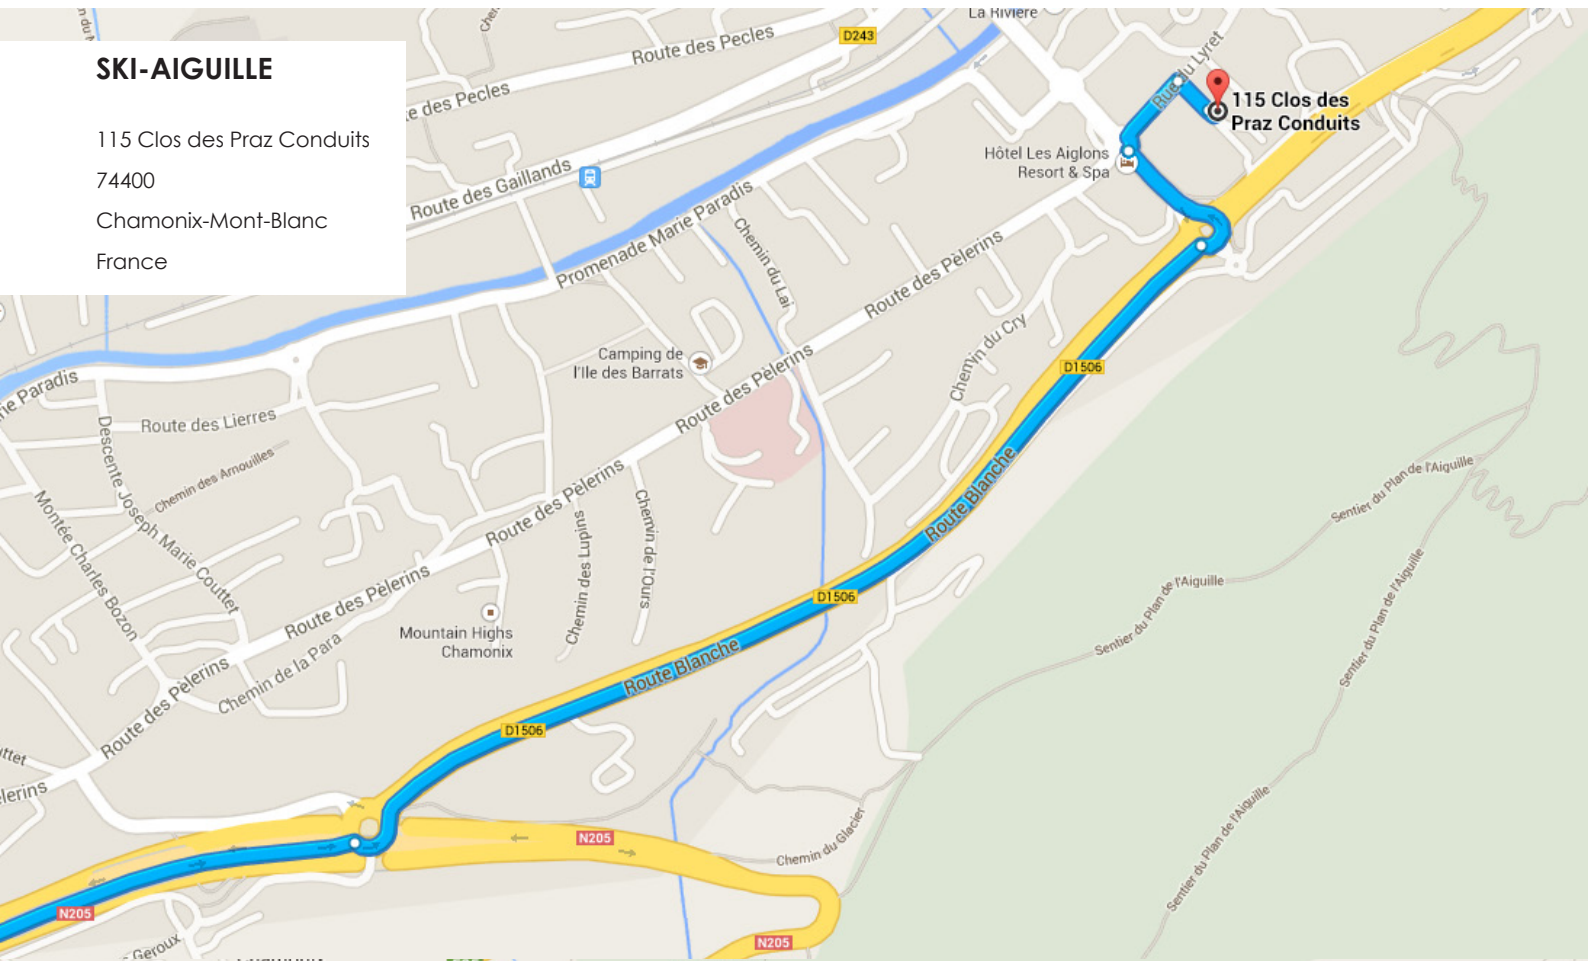 SKI-AIGUILLE
115 Clos des Praz Conduits
74400
Chamonix-Mont-Blanc
France
La Rivière
D243
Route des Pecles
te des Pecles
Rue du Lyret
115 Clos des
Praz Conduits
Hôtel Les Aiglons
Resort & Spa
Route des Gaillands
Promenade Marie Paradis
Chemin du Lai
Route des Pèlerins
Chemin du Cry
Camping de
l'Ile des Barrats
Route des Pèlerins
D1506
rie Paradis
Route des Lierres
Descente Joseph Marie Couttet
Chemin des Arnouilles
Montée Charles Bozon
Route des Pèlerins
Chemin de l'Ours
Chemin des Lupins
Route Blanche
Sentier du Plan de l'Aiguille
Sentier du Plan de l'Aiguille
Sentier du Plan de l'Aiguille
D1506
Route des Pèlerins
Mountain Highs
Chamonix
Route Blanche
Chemin de la Para
Route des Pèlerins
D1506
uttet
lerins
Sentier du Plan de l'Aiguille
N205
Chemin du Glacier
N205
Geroux
N205